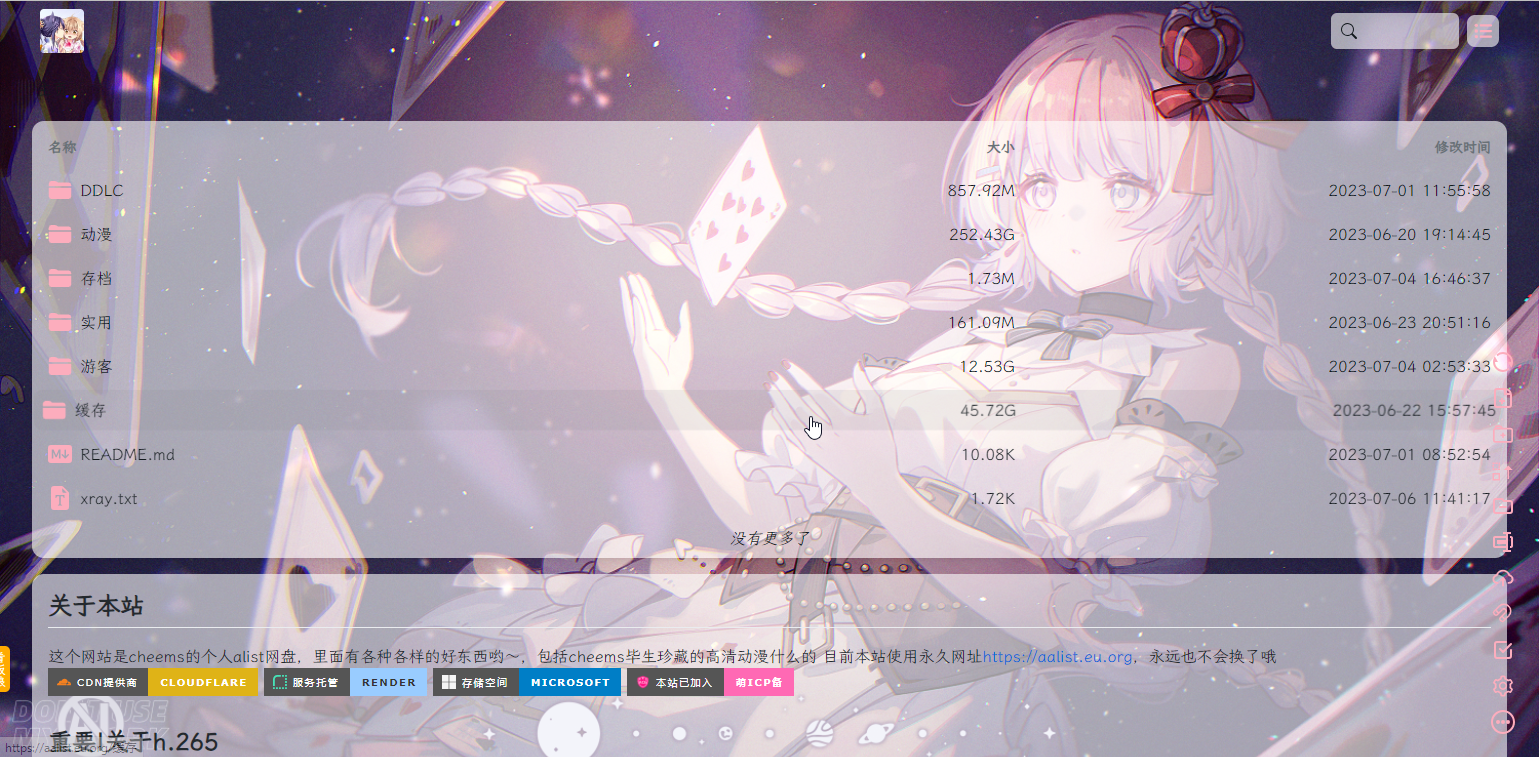 名称 大小 修改时间
DDLC 857.92M 2023-07-01 11:55:58
动漫 252.43G 2023-06-20 19:14:45
存档 1.73M 2023-07-04 16:46:37
实用 161.09M 2023-06-23 20:51:16
游客 12.53G 2023-07-04 02:53:33
缓存 45.72G 2023-06-22 15:57:45
README.md 10.08K 2023-07-01 08:52:54
xray.txt 1.72K 2023-07-06 11:41:17
没有更多了
关于本站
这个网站是cheems的个人alist网盘，里面有各种各样的好东西哟～，包括cheems毕生珍藏的高清动漫什么的 目前本站使用永久网址https://aalist.eu.org，永远也不会换了哦
CDN提供商 CLOUDFLARE 服务托管 RENDER 存储空间 MICROSOFT 本站已加入 萌ICP备
重要!关于h.265
https://aalist.eu.org/缓存